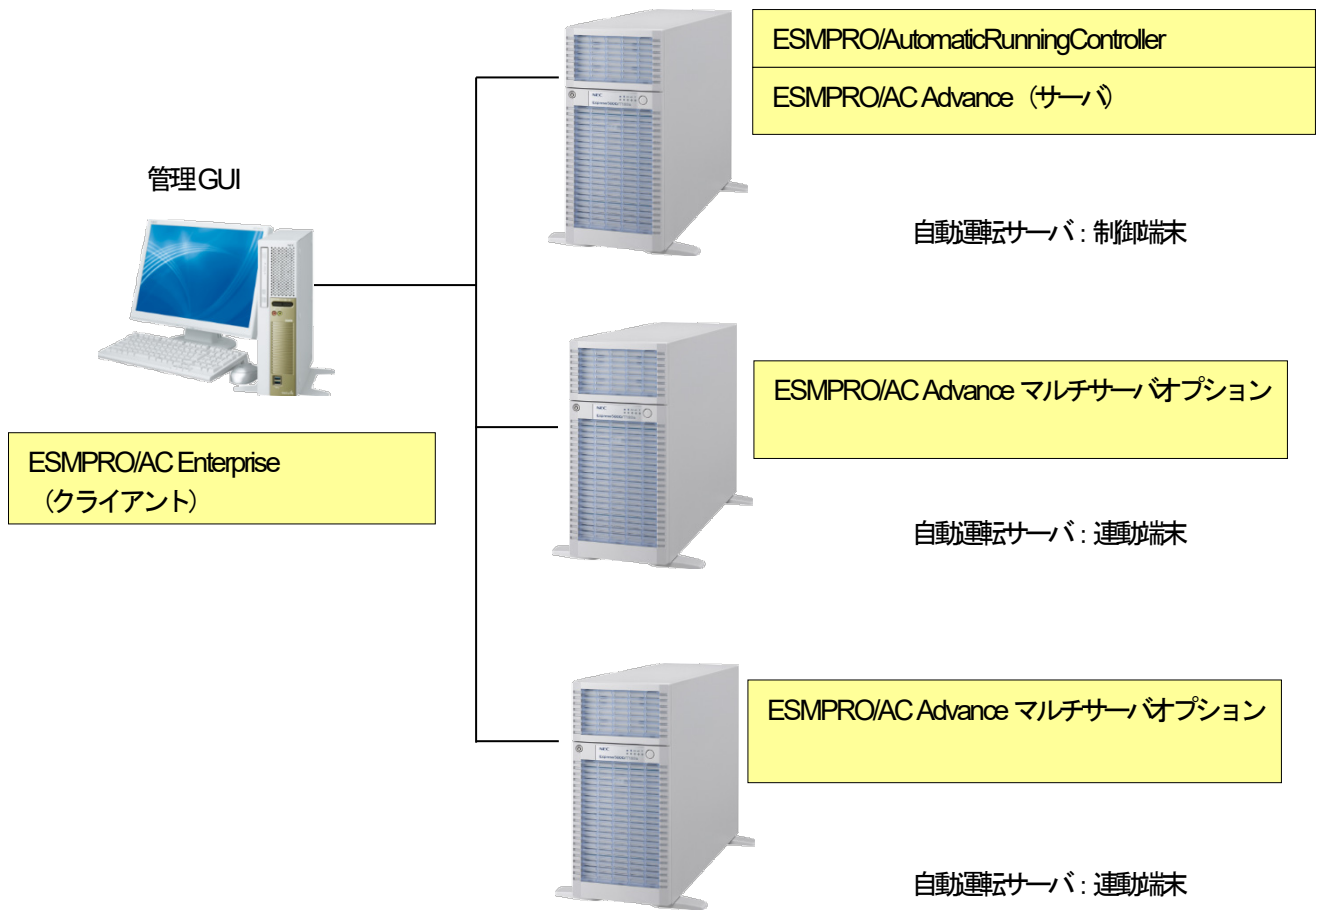 ESMPRO/AutomaticRunningController
ESMPRO/AC Advance（サーバ）
自動運転サーバ：制御端末
管理GUI
ESMPRO/AC Enterprise
（クライアント）
ESMPRO/AC Advance マルチサーバオプション
自動運転サーバ：連動端末
ESMPRO/AC Advance マルチサーバオプション
自動運転サーバ：連動端末
NEC
NEC
NEC